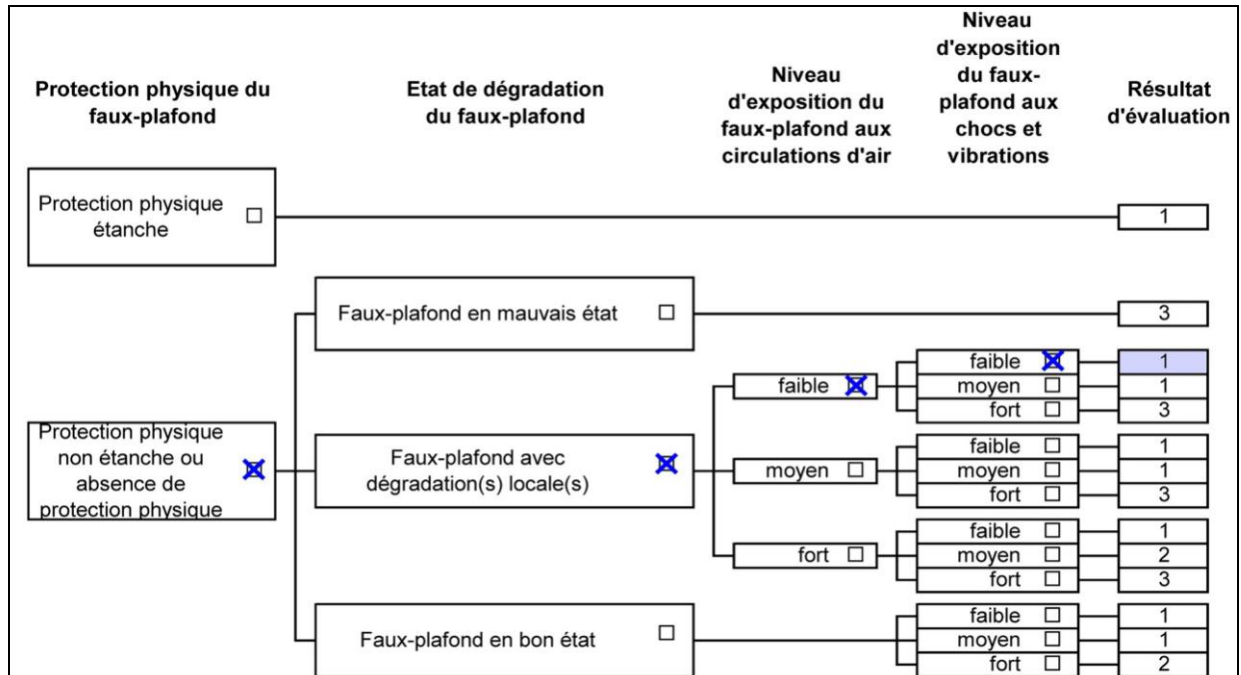 Protection physique du
faux-plafond
Etat de dégradation
du faux-plafond
Niveau
d'exposition du
faux-plafond aux
circulations d'air
Niveau
d'exposition
du faux-
plafond aux
chocs et
vibrations
Résultat
d'évaluation
Protection physique
étanche
1
Faux-plafond en mauvais état
3
Protection physique
non étanche ou
absence de
protection physique
Faux-plafond avec
dégradation(s) locale(s)
faible
faible
1
moyen
1
fort
3
moyen
faible
1
moyen
1
fort
3
fort
faible
1
moyen
2
fort
3
Faux-plafond en bon état
faible
1
moyen
1
fort
2